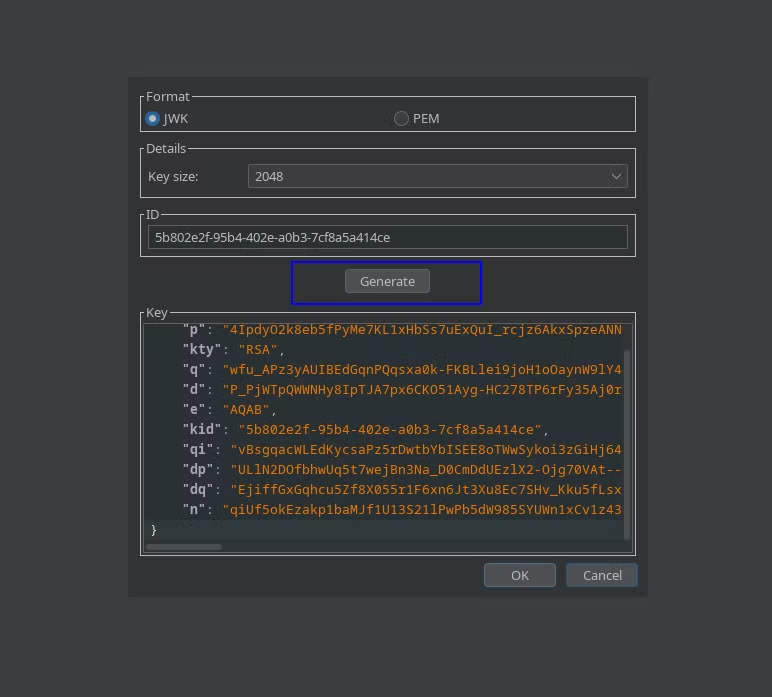 Format
JWK PEM
Details
Key size: 2048
ID
5b802e2f-95b4-402e-a0b3-7cf8a5a414ce
Generate
Key
"p": "4IpdyO2k8eb5fPyMe7KL1xHbSs7uExQuI_rcjz6AkxSpzeANN
"kty": "RSA",
"q": "wfu_APz3yAUIBEdGqnPQqsxa0k-FKBLlei9joH1oOaynW9lY4
"d": "P_PjWTpQWWNHy8IpTJA7px6CKO51Ayg-HC278TP6rFy35Aj0r
"e": "AQAB",
"kid": "5b802e2f-95b4-402e-a0b3-7cf8a5a414ce",
"qi": "vBsgqacWLEdKycsaPz5rDwtbYbISEE8oTWwSykoi3zGiHj64
"dp": "ULlN2DOfbhwUq5t7wejBn3Na_D0CmDdUEzlX2-Ojg70VAt--
"dq": "EjiffGxGqhcu5Zf8X055r1F6xn6Jt3Xu8Ec7SHv_Kku5fLsx
"n": "qiUf5okEzakp1baMJf1U13S21lPwPb5dW985SYUWn1xCv1z43
}
OK Cancel